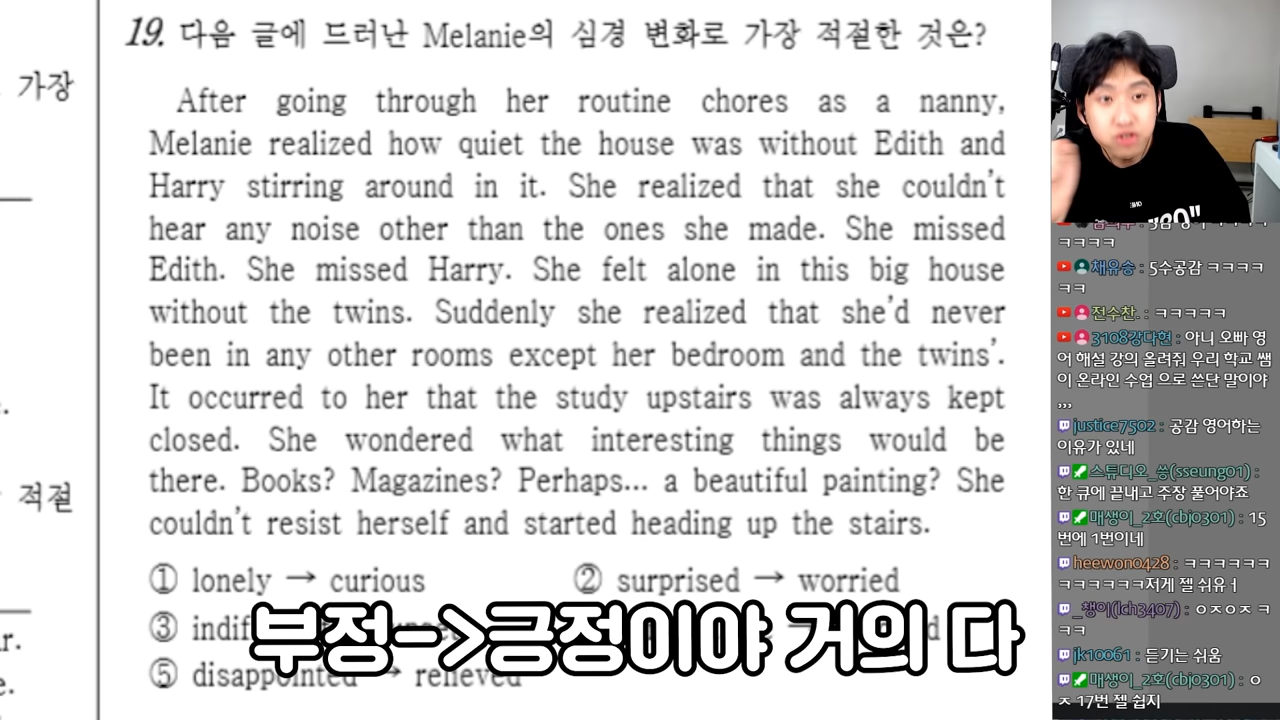 가장
적절
19. 다음 글에 드러난 Melanie의 심경 변화로 가장 적절한 것은?
After going through her routine chores as a nanny,
Melanie realized how quiet the house was without Edith and
Harry stirring around in it. She realized that she couldn't
hear any noise other than the ones she made. She missed
Edith. She missed Harry. She felt alone in this big house
without the twins. Suddenly she realized that she'd never
been in any other rooms except her bedroom and the twins'.
It occurred to her that the study upstairs was always kept
closed. She wondered what interesting things would be
there. Books? Magazines? Perhaps... a beautiful painting? She
couldn't resist herself and started heading up the stairs.
① lonely → curious
② surprised → worried
③ indif
⑤ disappointed → relieved
부정->긍정이야 거의 다
ㅋㅋㅋㅋ
채유승 : 5수공감 ㅋㅋㅋㅋ
ㅋㅋ
전수찬. : ㅋㅋㅋㅋㅋ
3108강다현 : 아니 오빠 영
어 해설 강의 올려줘 우리 학교 쌤
이 온라인 수업 으로 쓴단 말이야
,,,
justice7502 : 공감 영어하는
이유가 있네
스튜디오_쏭(sseung01) :
한 큐에 끝내고 주장 풀어야죠
매생이_2호(cbj0301) : 15
번에 1번이네
heewon0428 : ㅋㅋㅋㅋㅋㅋ
ㅋㅋㅋㅋㅋㅋ저게 젤 쉬유ㅓ
_챙이(lch3407) : ㅇㅈㅇㅈ ㅋ
ㅋㅋ
jk10061 : 듣기는 쉬움
매생이_2호(cbj0301) : ㅇ
ㅈ 17번 젤 쉽지